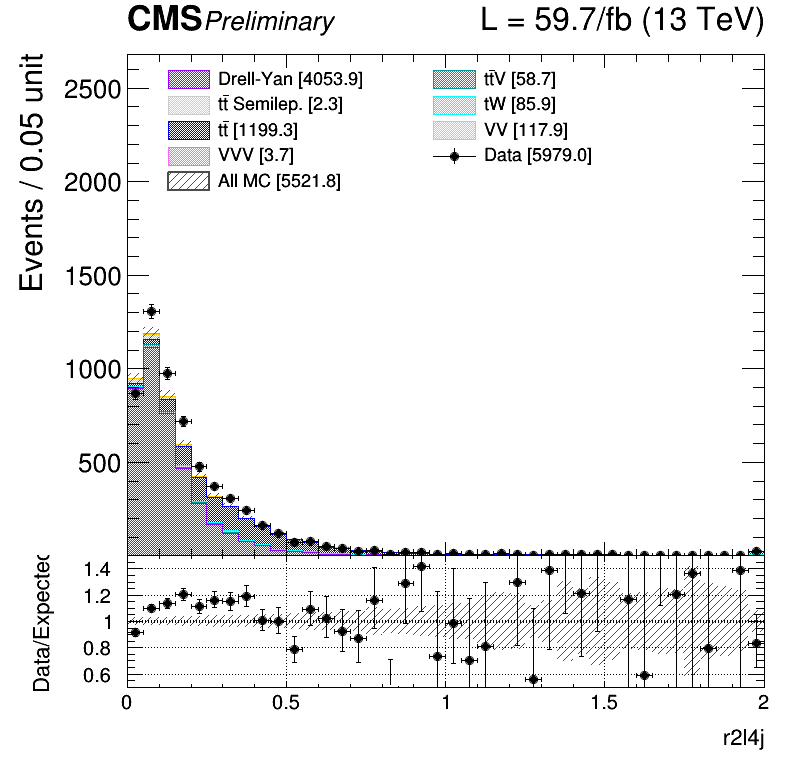 CMS Preliminary L = 59.7/fb (13 TeV)
Events / 0.05 unit
2500
2000
1500
1000
500
Drell-Yan [4053.9]
tt̄ Semilep. [2.3]
tt̄ [1199.3]
VVV [3.7]
All MC [5521.8]
tt̄V [58.7]
tW [85.9]
VV [117.9]
Data [5979.0]
Data/Expected
1.4
1.2
1
0.8
0.6
0 0.5 1 1.5 2
r2l4j